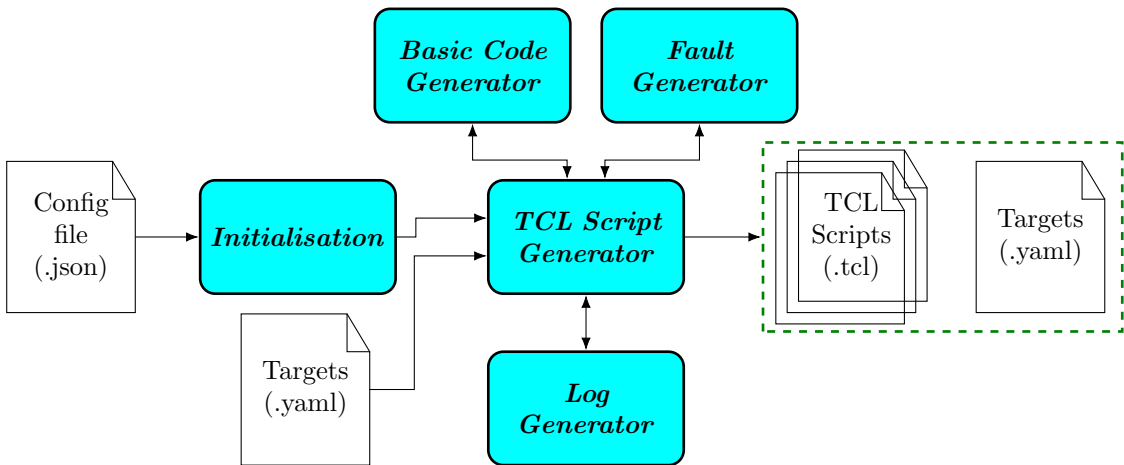 Basic Code
Generator
Fault
Generator
Config
file
(.json)
Initialisation
TCL Script
Generator
TCL
Scripts
(.tcl)
Targets
(.yaml)
Targets
(.yaml)
Log
Generator